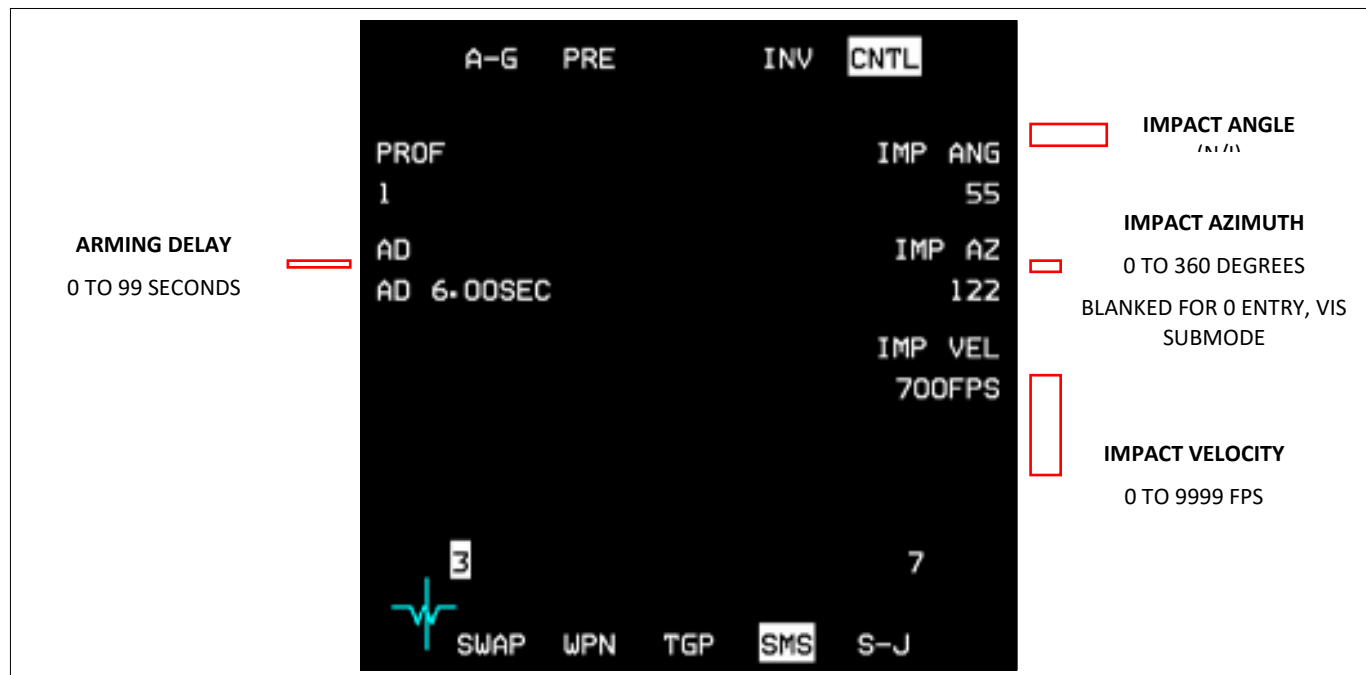 A-G PRE INV CNTL
IMPACT ANGLE
PROF IMP ANG
1 55
ARMING DELAY
0 TO 99 SECONDS
AD IMP AZ
AD 6.00SEC 122
IMPACT AZIMUTH
0 TO 360 DEGREES
BLANKED FOR 0 ENTRY, VIS
SUBMODE
IMP VEL
700FPS
IMPACT VELOCITY
0 TO 9999 FPS
3 7
SWAP WPN TGP SMS S-J